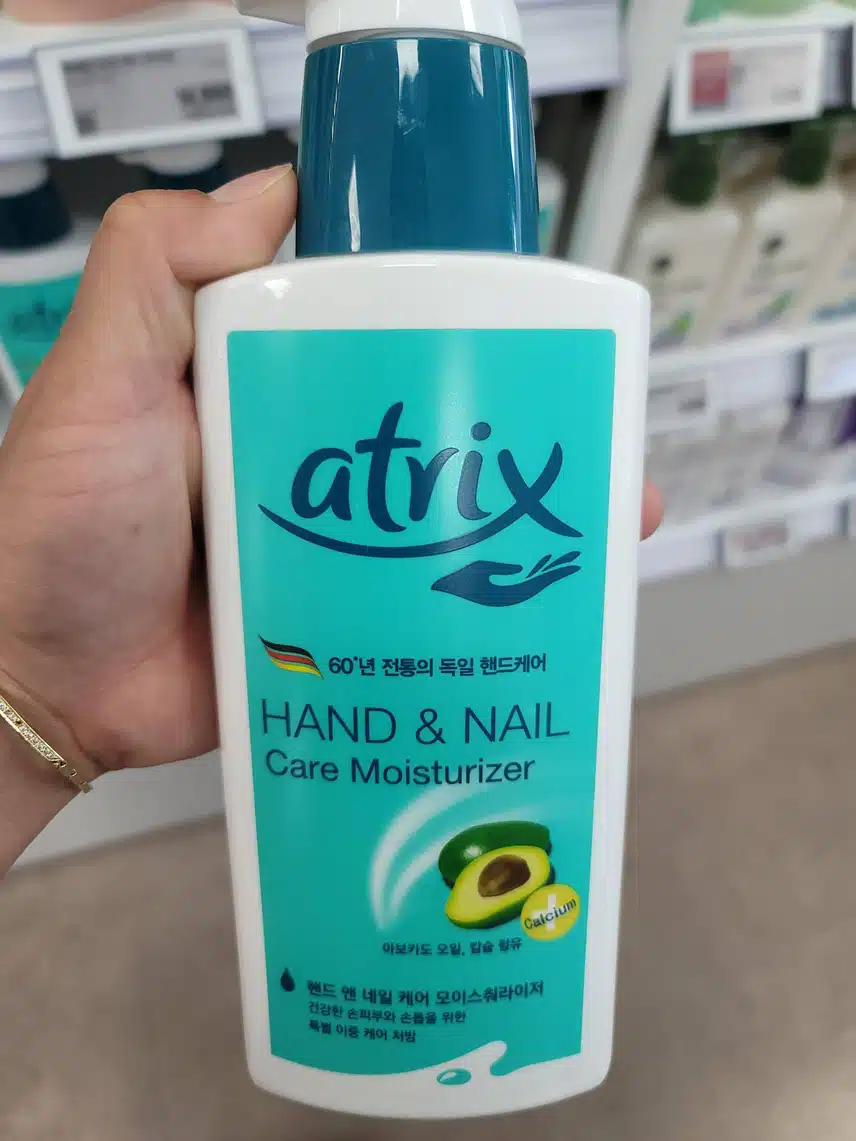 atrix
60*년 전통의 독일 핸드케어
HAND & NAIL
Care Moisturizer
Calcium
아보카도 오일, 칼슘 함유
핸드 앤 네일 케어 모이스춰라이저
건강한 손피부와 손톱을 위한
특별 이중 케어 처방
atrix